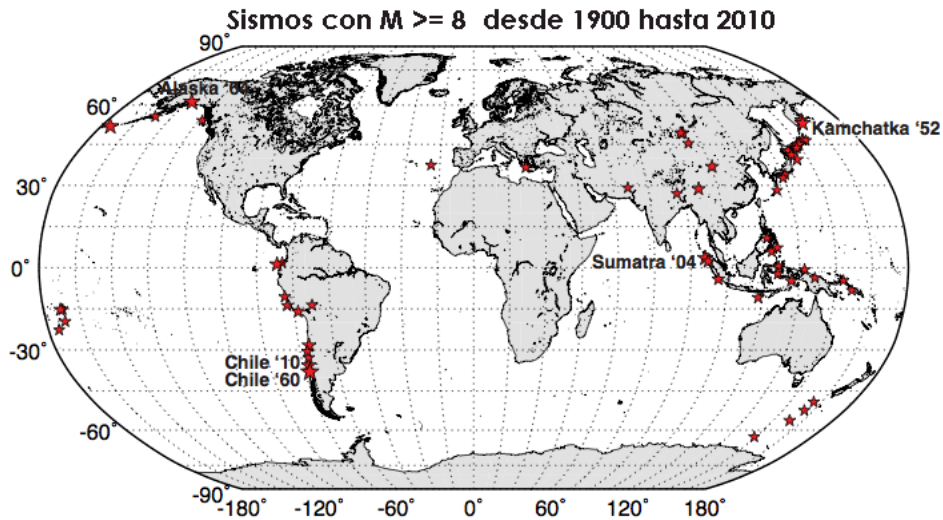 Sismos con M >= 8 desde 1900 hasta 2010
90˚
Alaska '64
60˚
Kamchatka '52
30˚
Sumatra '04
0˚
-30˚
Chile '10
Chile '60
-60˚
-90˚
-180˚ -120˚ -60˚ 0˚ 60˚ 120˚ 180˚